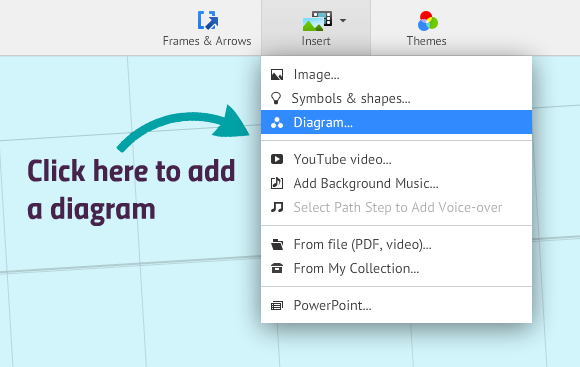 Frames & Arrows
Insert
Themes
Image...
Symbols & shapes...
Diagram...
Click here to add
a diagram
YouTube video...
Add Background Music...
Select Path Step to Add Voice-over
From file (PDF, video)...
From My Collection...
PowerPoint...